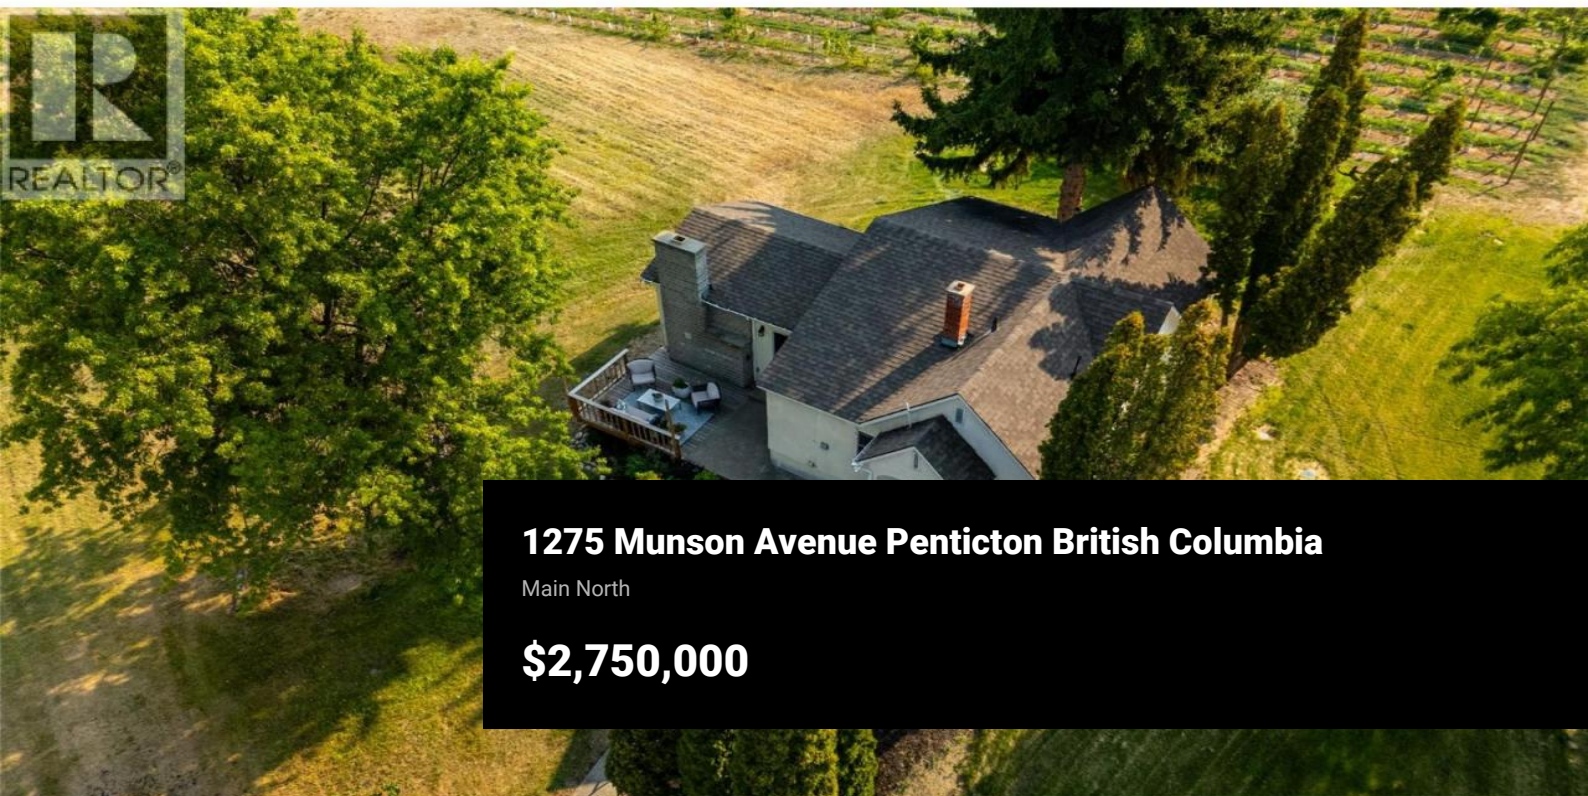 R
REALTOR®
1275 Munson Avenue Penticton British Columbia
Main North
$2,750,000